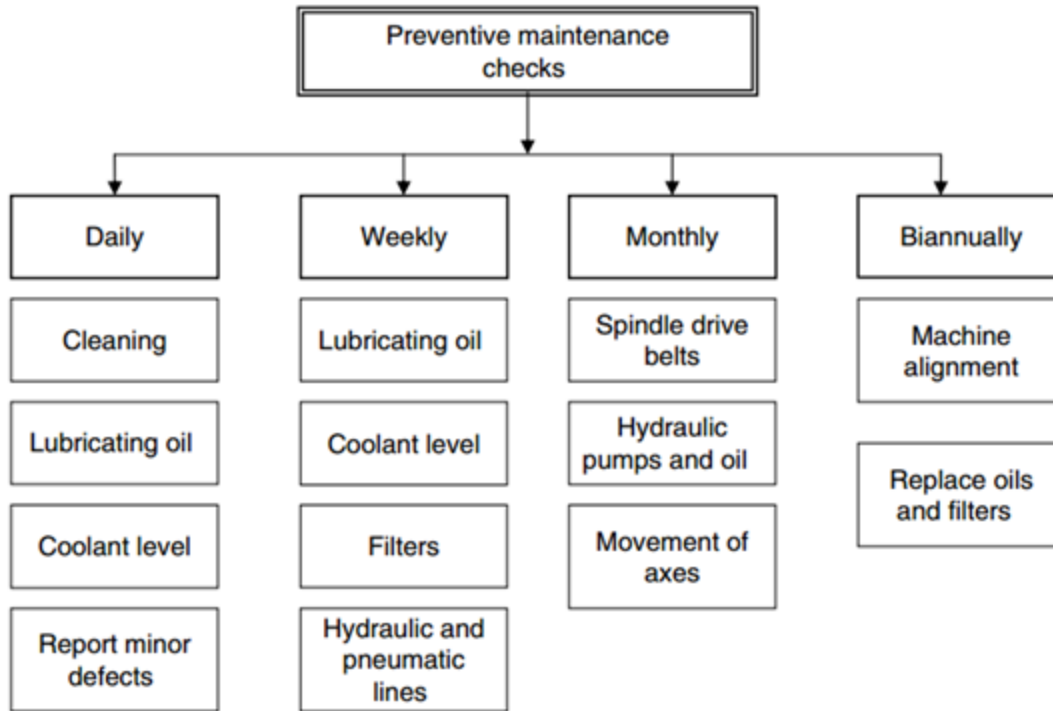 Preventive maintenance
checks
Daily
Weekly
Monthly
Biannually
Cleaning
Lubricating oil
Coolant level
Report minor
defects
Lubricating oil
Coolant level
Filters
Hydraulic and
pneumatic
lines
Spindle drive
belts
Hydraulic
pumps and oil
Movement of
axes
Machine
alignment
Replace oils
and filters